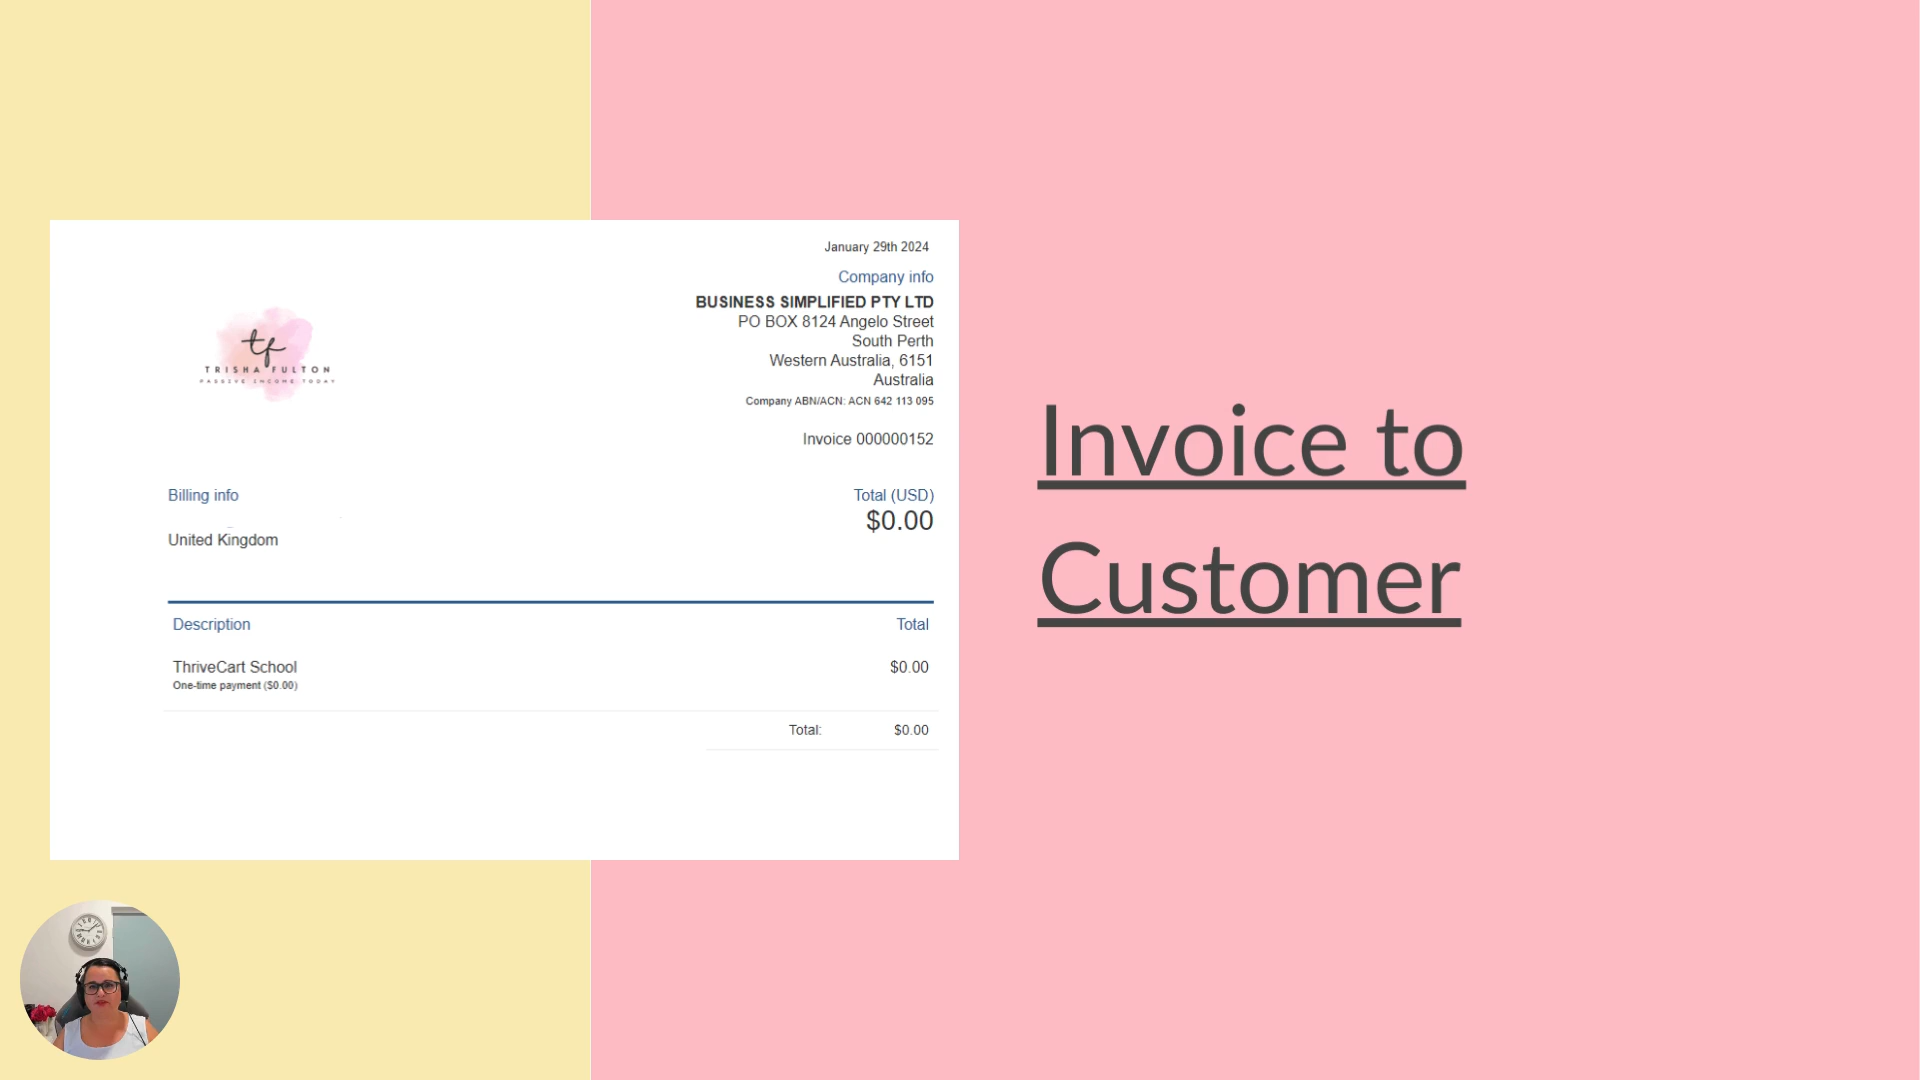 January 29th 2024
Company info
BUSINESS SIMPLIFIED PTY LTD
PO BOX 8124 Angelo Street
South Perth
Western Australia, 6151
Australia
Company ABN/ACN: ACN 642 113 095
Invoice 000000152
tf
TRISHA FULTON
PASSIVE INCOME TODAY
Billing info
United Kingdom
Total (USD)
$0.00
Description Total
ThriveCart School $0.00
One-time payment ($0.00)
Total: $0.00
Invoice to
Customer